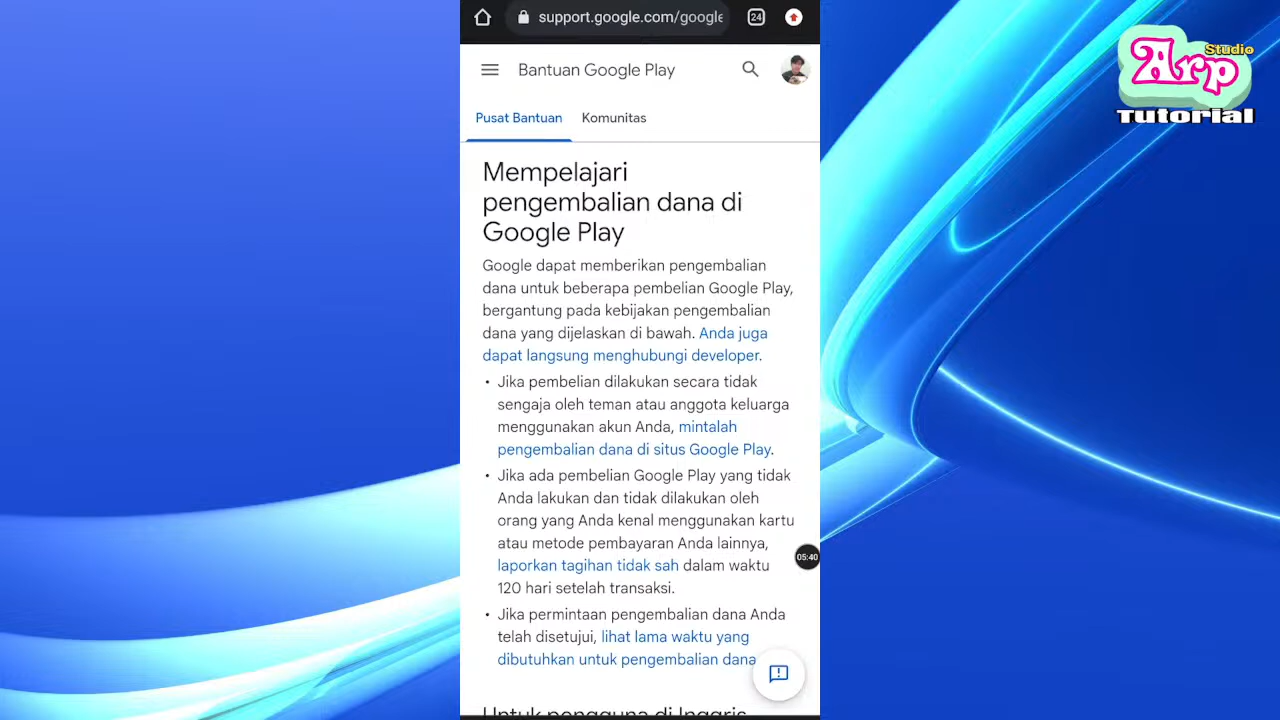 support.google.com/google
24
Studio
Arp
Tutorial
Bantuan Google Play
Pusat Bantuan
Komunitas
Mempelajari
pengembalian dana di
Google Play
Google dapat memberikan pengembalian
dana untuk beberapa pembelian Google Play,
bergantung pada kebijakan pengembalian
dana yang dijelaskan di bawah. Anda juga
dapat langsung menghubungi developer.
• Jika pembelian dilakukan secara tidak
sengaja oleh teman atau anggota keluarga
menggunakan akun Anda, mintalah
pengembalian dana di situs Google Play.
• Jika ada pembelian Google Play yang tidak
Anda lakukan dan tidak dilakukan oleh
orang yang Anda kenal menggunakan kartu
atau metode pembayaran Anda lainnya,
laporkan tagihan tidak sah dalam waktu
120 hari setelah transaksi.
05:40
• Jika permintaan pengembalian dana Anda
telah disetujui, lihat lama waktu yang
dibutuhkan untuk pengembalian dana
Untuk pengguna di Inggris